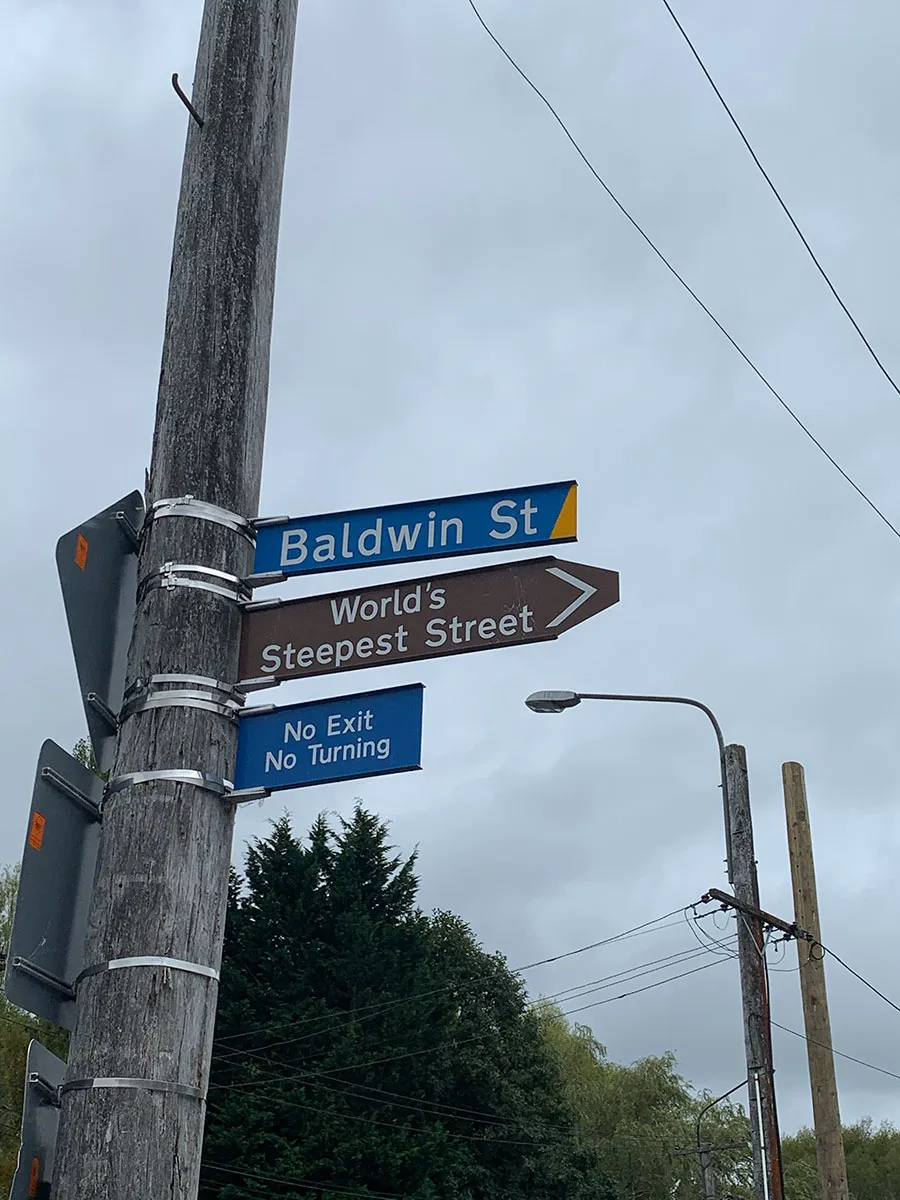 Baldwin St
World's
Steepest Street
No Exit
No Turning